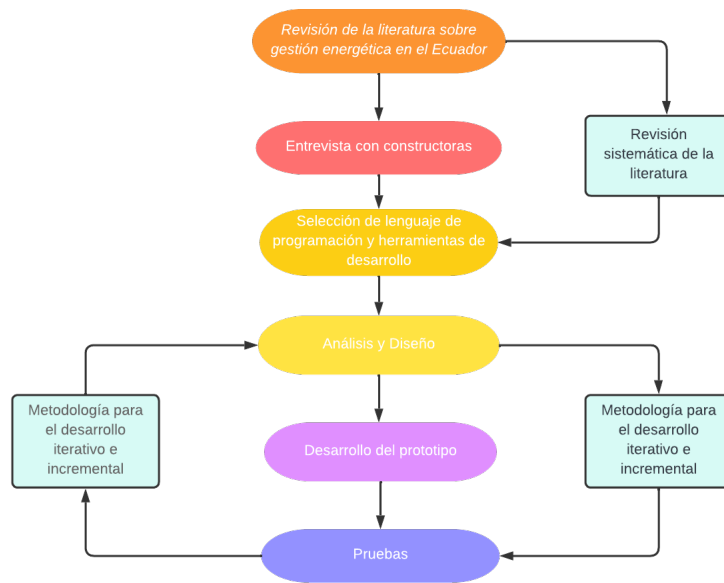 Revisión de la literatura sobre
gestión energética en el Ecuador
Entrevista con constructoras
Revisión
sistemática de la
literatura
Selección de lenguaje de
programación y herramientas de
desarrollo
Análisis y Diseño
Metodología para
el desarrollo
iterativo e
incremental
Desarrollo del prototipo
Metodología para
el desarrollo
iterativo e
incremental
Pruebas